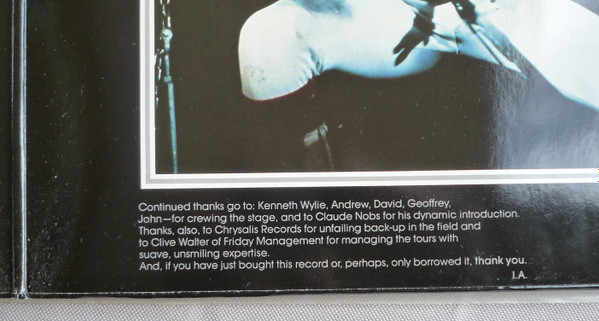 Continued thanks go to: Kenneth Wylie, Andrew, David, Geoffrey,
John—for crewing the stage, and to Claude Nobs for his dynamic introduction.
Thanks, also, to Chrysalis Records for unfailing back-up in the field and
to Clive Walter of Friday Management for managing the tours with
suave, unsmiling expertise.
And, if you have just bought this record or, perhaps, only borrowed it, thank you.
I.A.